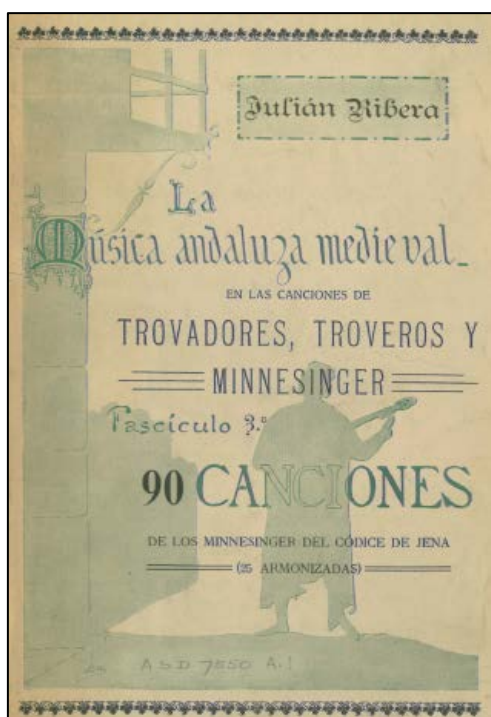 Julián Ribera
La
Música andaluza medieval
EN LAS CANCIONES DE
TROVADORES, TROVEROS Y
MINNESINGER
Fascículo 3.º
90 CANCIONES
DE LOS MINNESINGER DEL CÓDICE DE JENA
(25 ARMONIZADAS)
ASD 7550 A.!